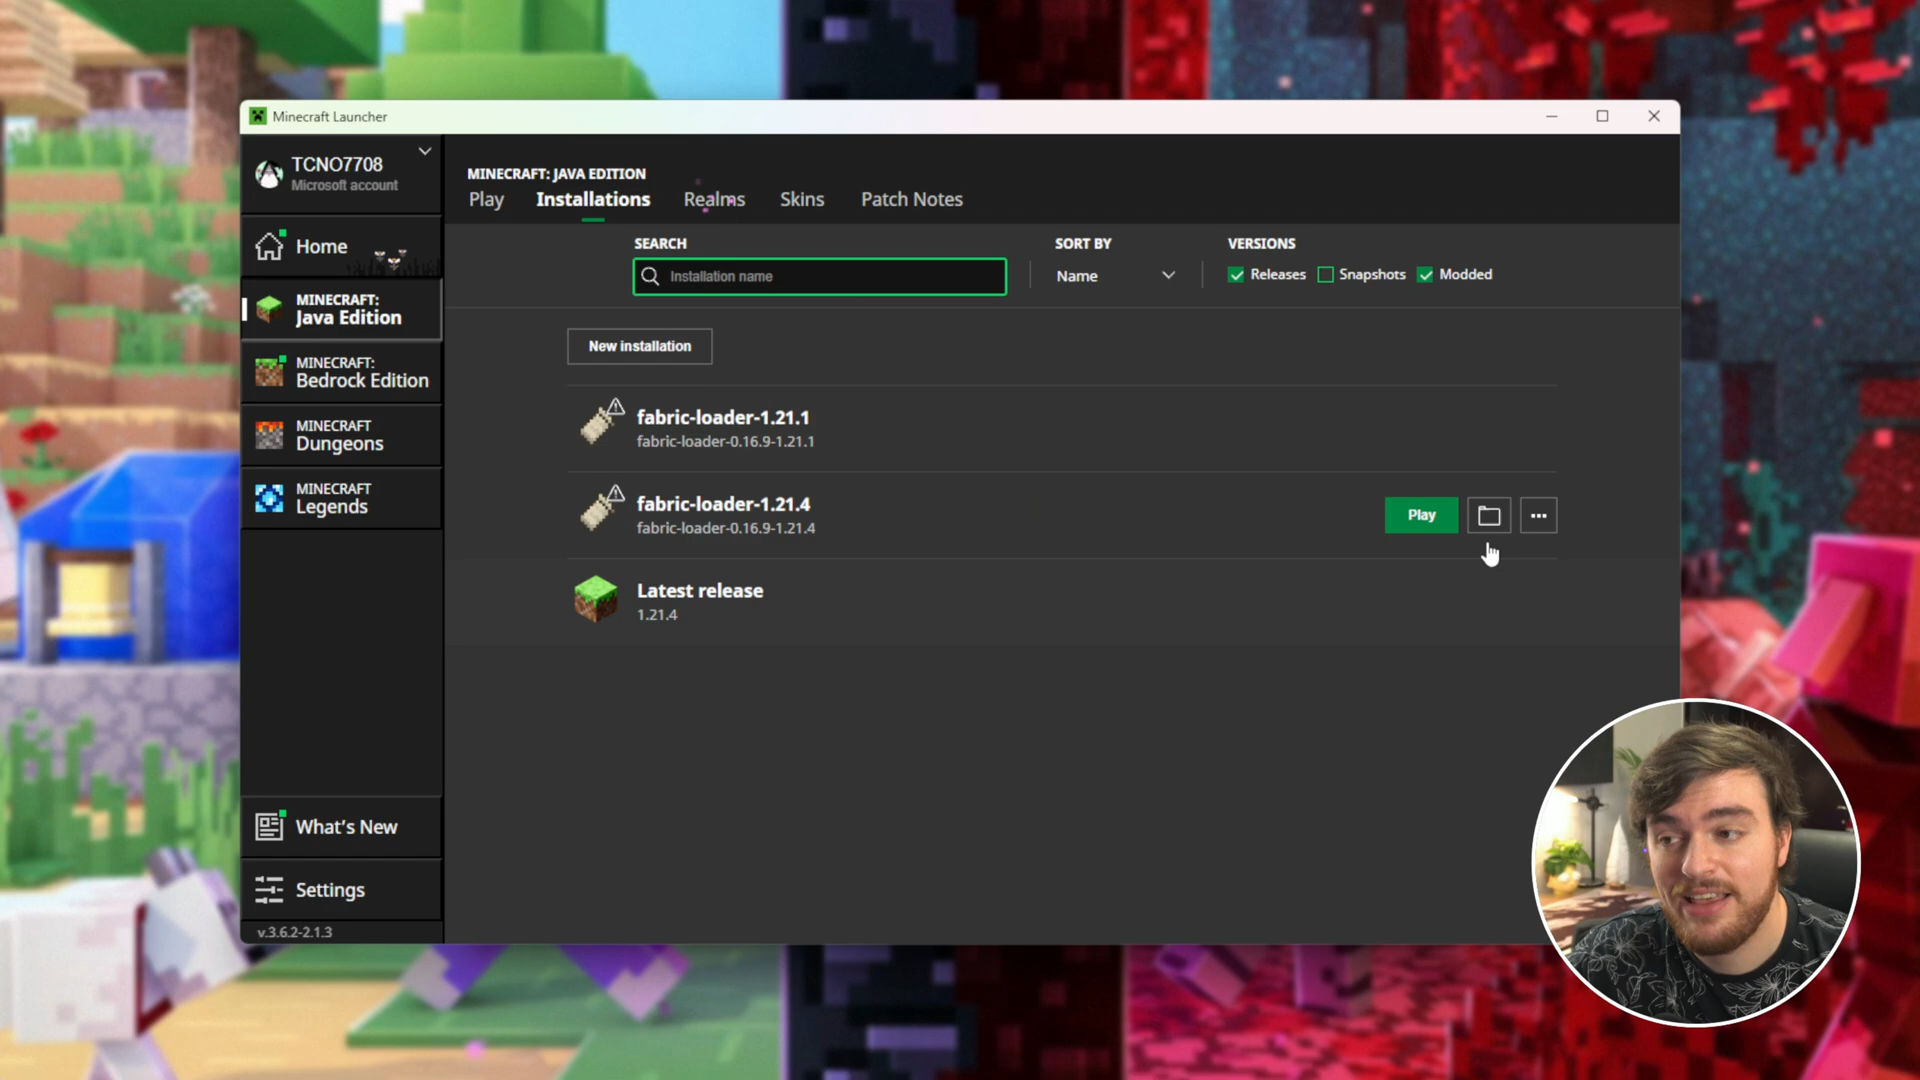 Minecraft Launcher
TCNO7708
Microsoft account
Home
MINECRAFT:
Java Edition
MINECRAFT:
Bedrock Edition
MINECRAFT
Dungeons
MINECRAFT
Legends
What's New
Settings
v.3.6.2-2.1.3
MINECRAFT: JAVA EDITION
Play Installations Realms Skins Patch Notes
SEARCH
Installation name
SORT BY
Name
VERSIONS
Releases Snapshots Modded
New installation
fabric-loader-1.21.1
fabric-loader-0.16.9-1.21.1
fabric-loader-1.21.4
fabric-loader-0.16.9-1.21.4
Play
Latest release
1.21.4